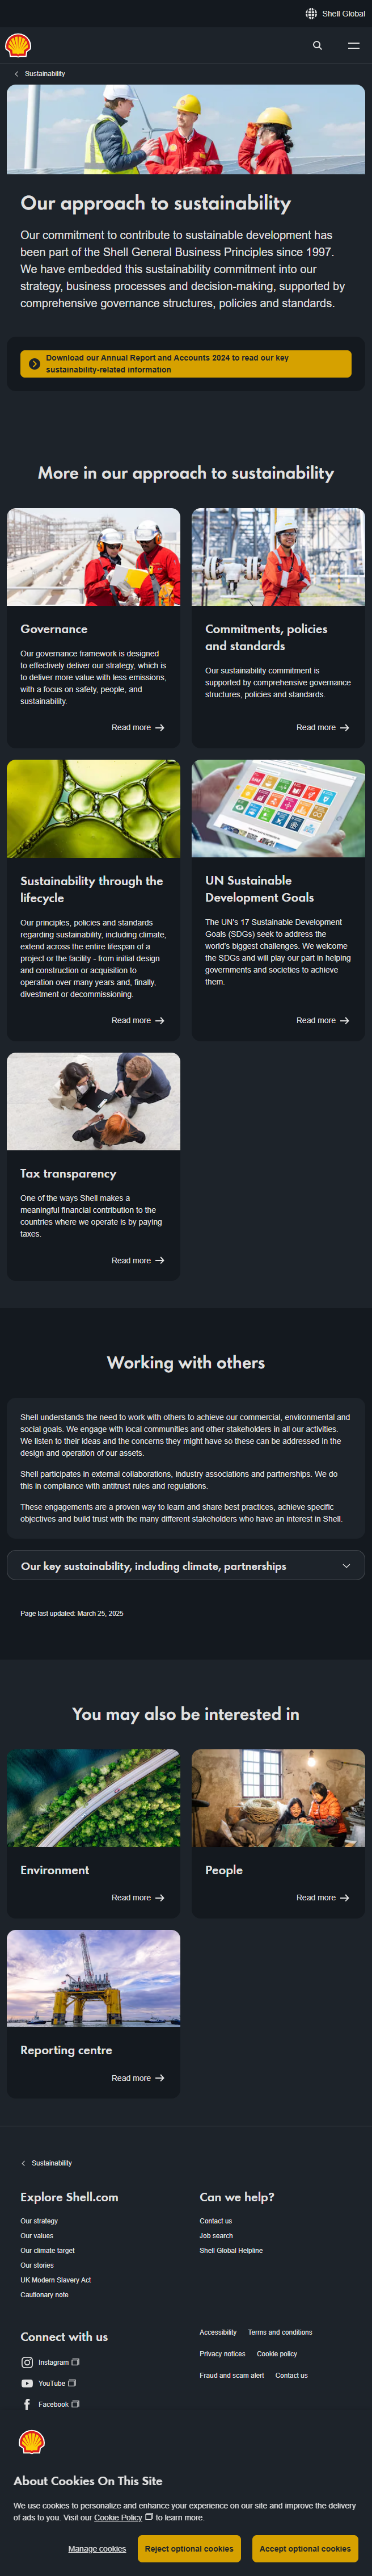 Shell Global
Sustainability
Our approach to sustainability
Our commitment to contribute to sustainable development has
been part of the Shell General Business Principles since 1997.
We have embedded this sustainability commitment into our
strategy, business processes and decision-making, supported by
comprehensive governance structures, policies and standards.
Download our Annual Report and Accounts 2024 to read our key
sustainability-related information
More in our approach to sustainability
Governance
Our governance framework is designed
to effectively deliver our strategy, which is
to deliver more value with less emissions,
with a focus on safety, people, and
sustainability.
Read more
Commitments, policies
and standards
Our sustainability commitment is
supported by comprehensive governance
structures, policies and standards.
Read more
Sustainability through the
lifecycle
Our principles, policies and standards
regarding sustainability, including climate,
extend across the entire lifespan of a
project or the facility - from initial design
and construction or acquisition to
operation over many years and, finally,
divestment or decommissioning.
Read more
UN Sustainable
Development Goals
The UN's 17 Sustainable Development
Goals (SDGs) seek to address the
world's biggest challenges. We welcome
the SDGs and will play our part in helping
governments and societies to achieve
them.
Read more
Tax transparency
One of the ways Shell makes a
meaningful financial contribution to the
countries where we operate is by paying
taxes.
Read more
Working with others
Shell understands the need to work with others to achieve our commercial, environmental and
social goals. We engage with local communities and other stakeholders in all our activities.
We listen to their ideas and the concerns they might have so these can be addressed in the
design and operation of our assets.
Shell participates in external collaborations, industry associations and partnerships. We do
this in compliance with antitrust rules and regulations.
These engagements are a proven way to learn and share best practices, achieve specific
objectives and build trust with the many different stakeholders who have an interest in Shell.
Our key sustainability, including climate, partnerships
Page last updated: March 25, 2025
You may also be interested in
Environment
Read more
People
Read more
Reporting centre
Read more
Sustainability
Explore Shell.com
Our strategy
Our values
Our climate target
Our stories
UK Modern Slavery Act
Cautionary note
Can we help?
Contact us
Job search
Shell Global Helpline
Connect with us
Instagram
YouTube
Facebook
Accessibility Terms and conditions
Privacy notices Cookie policy
Fraud and scam alert Contact us
About Cookies On This Site
We use cookies to personalize and enhance your experience on our site and improve the delivery
of ads to you. Visit our Cookie Policy to learn more.
Manage cookies
Reject optional cookies
Accept optional cookies